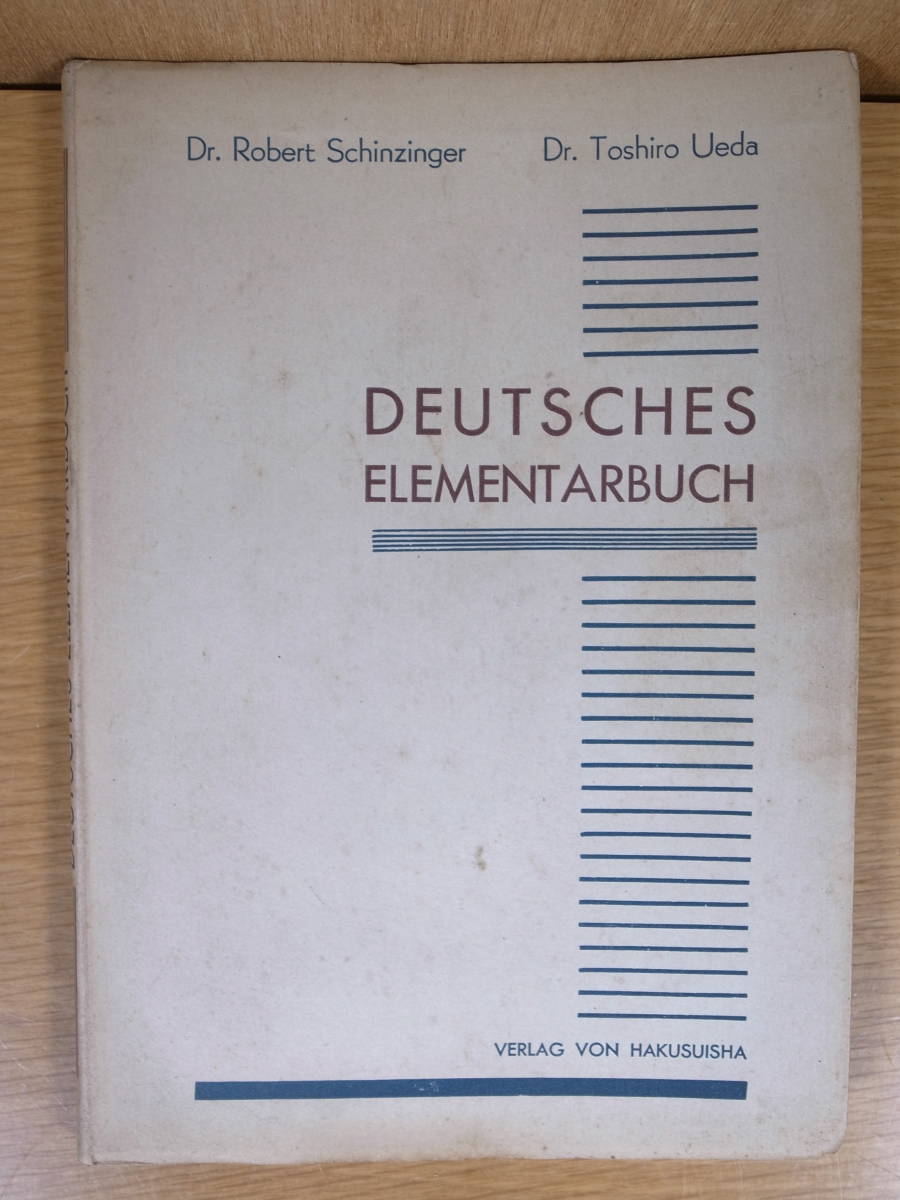 Dr. Robert Schinzinger
Dr. Toshiro Ueda
DEUTSCHES
ELEMENTARBUCH
VERLAG VON HAKUSUISHA